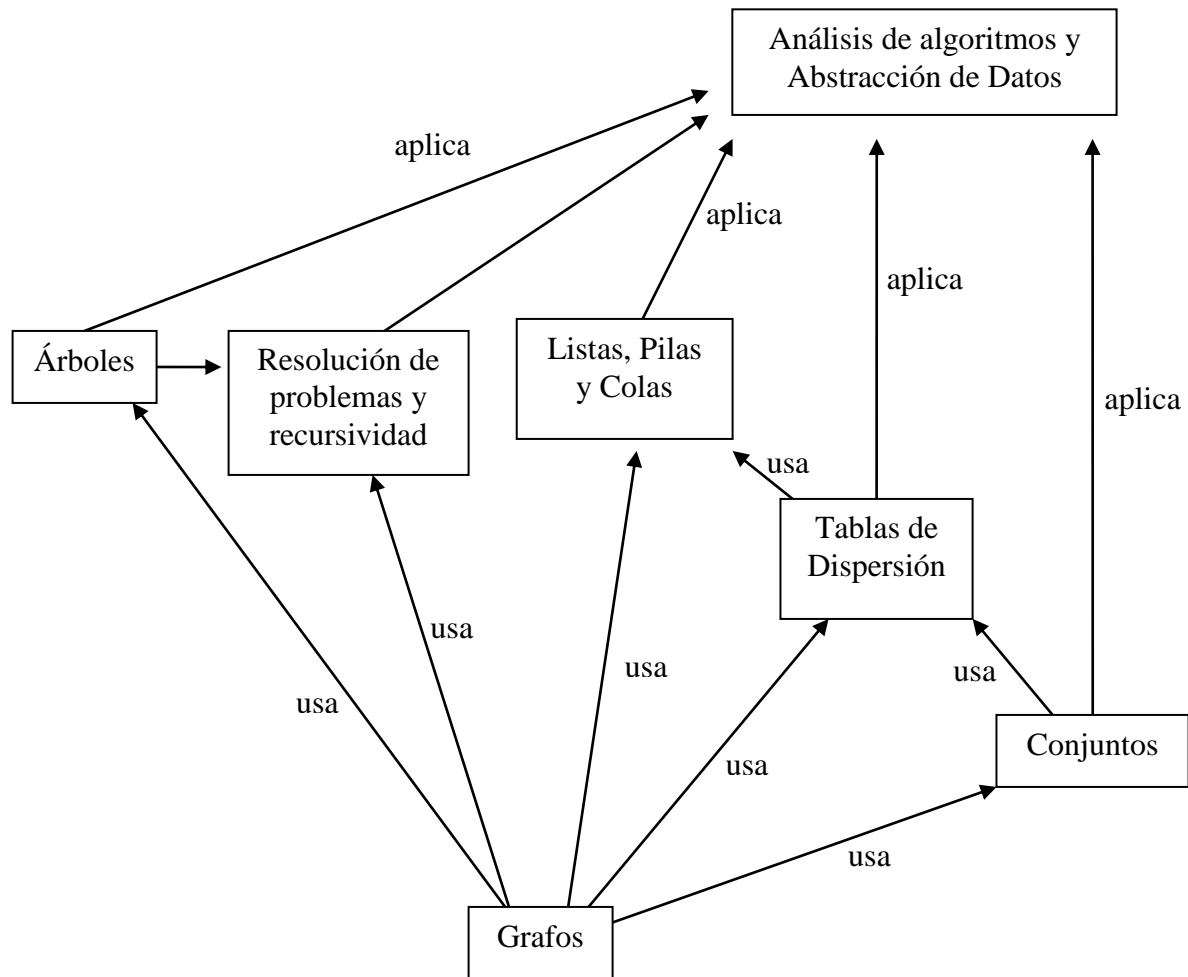 Análisis de algoritmos y
Abstracción de Datos
aplica
aplica
aplica
Árboles
Resolución de
problemas y
recursividad
Listas, Pilas
y Colas
aplica
usa
Tablas de
Dispersión
usa
usa
usa
usa
usa
Conjuntos
usa
usa
Grafos